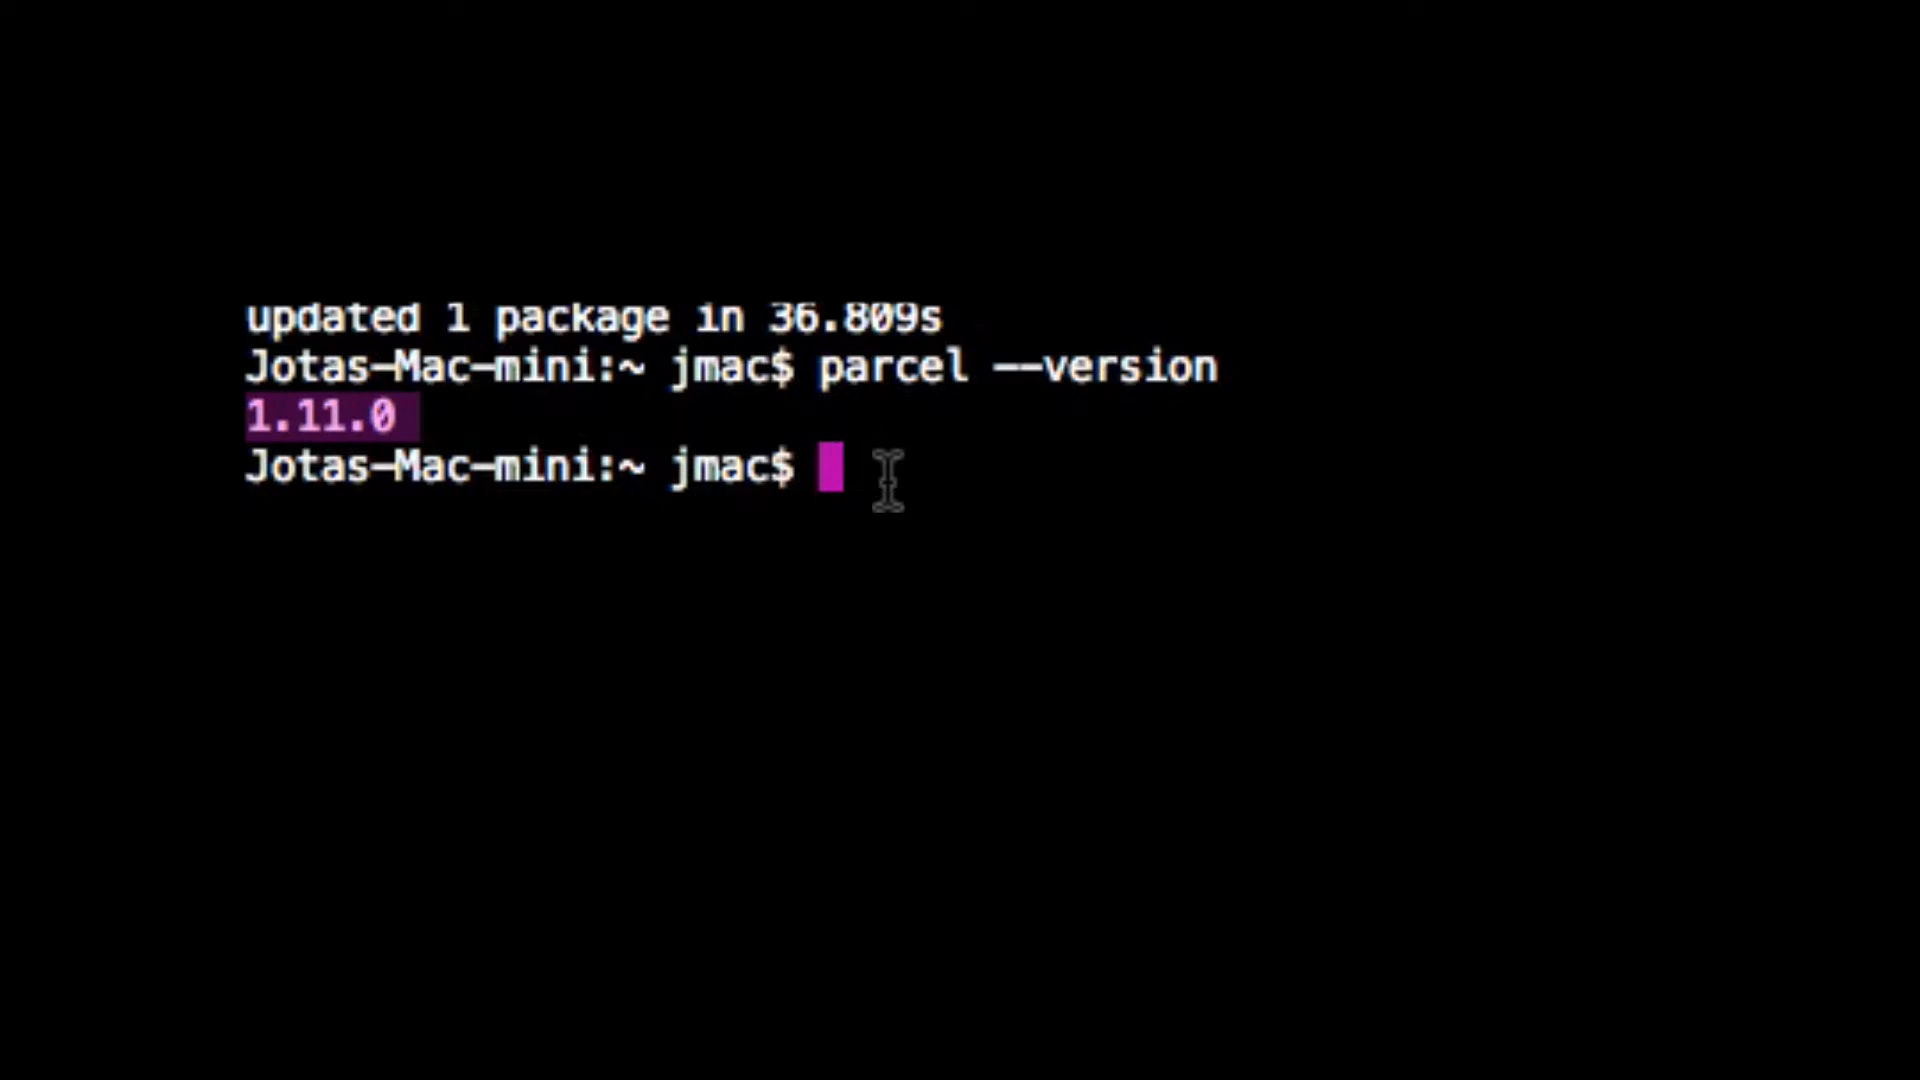 updated 1 package in 36.809s
Jotas-Mac-mini:~ jmac$ parcel --version
1.11.0
Jotas-Mac-mini:~ jmac$